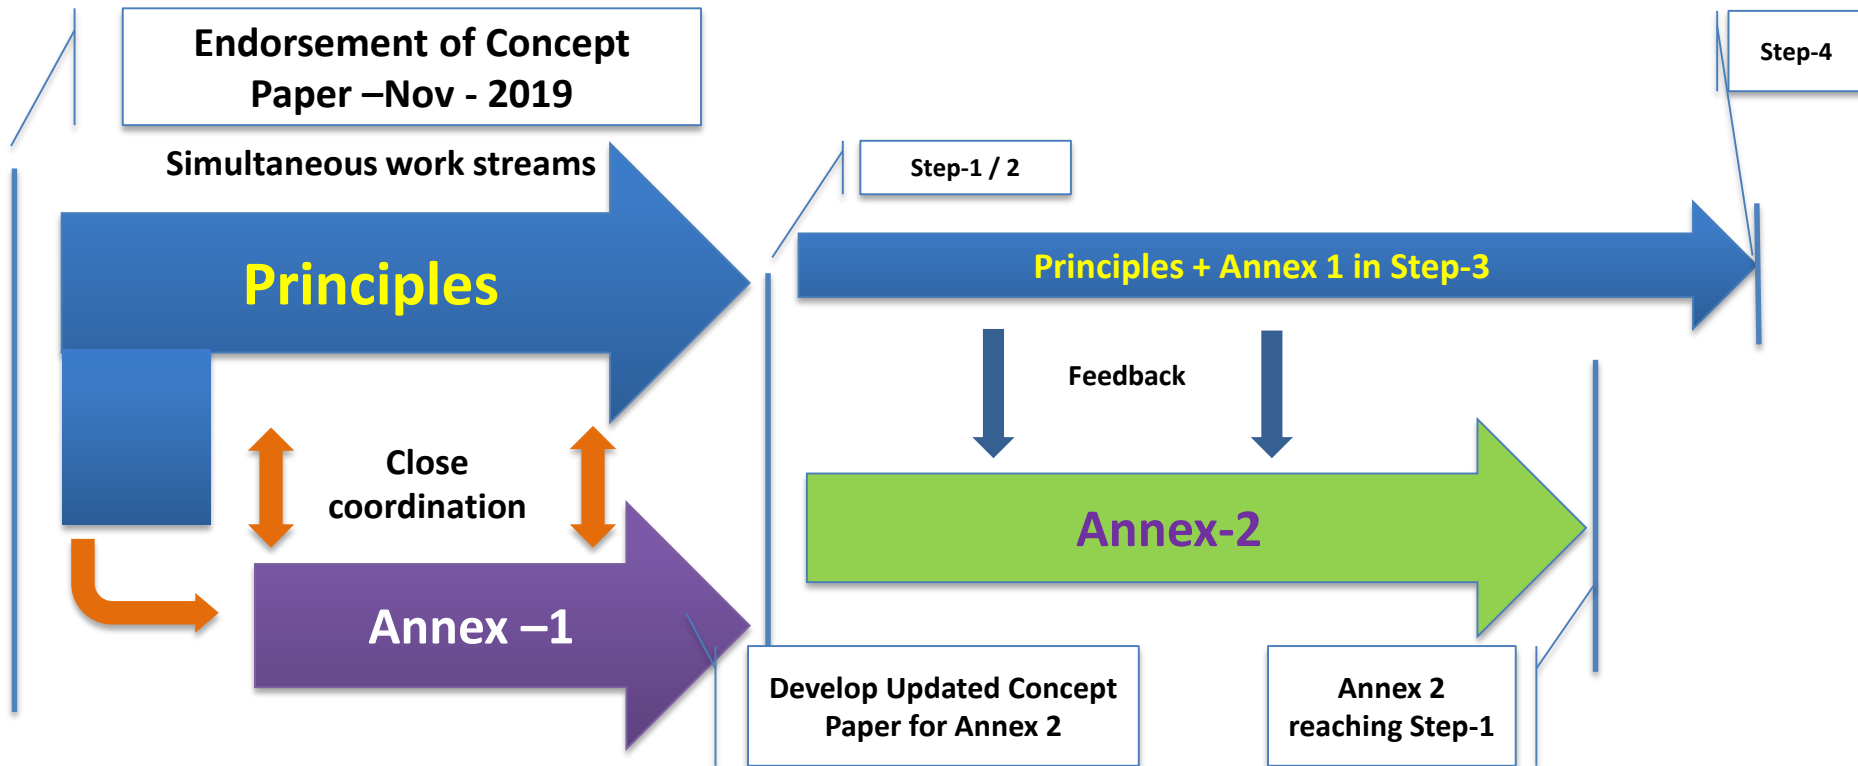 Endorsement of Concept
Paper –Nov - 2019
Step-4
Simultaneous work streams
Step-1 / 2
Principles
Principles + Annex 1 in Step-3
Feedback
Close
coordination
Annex-2
Annex –1
Develop Updated Concept
Paper for Annex 2
Annex 2
reaching Step-1